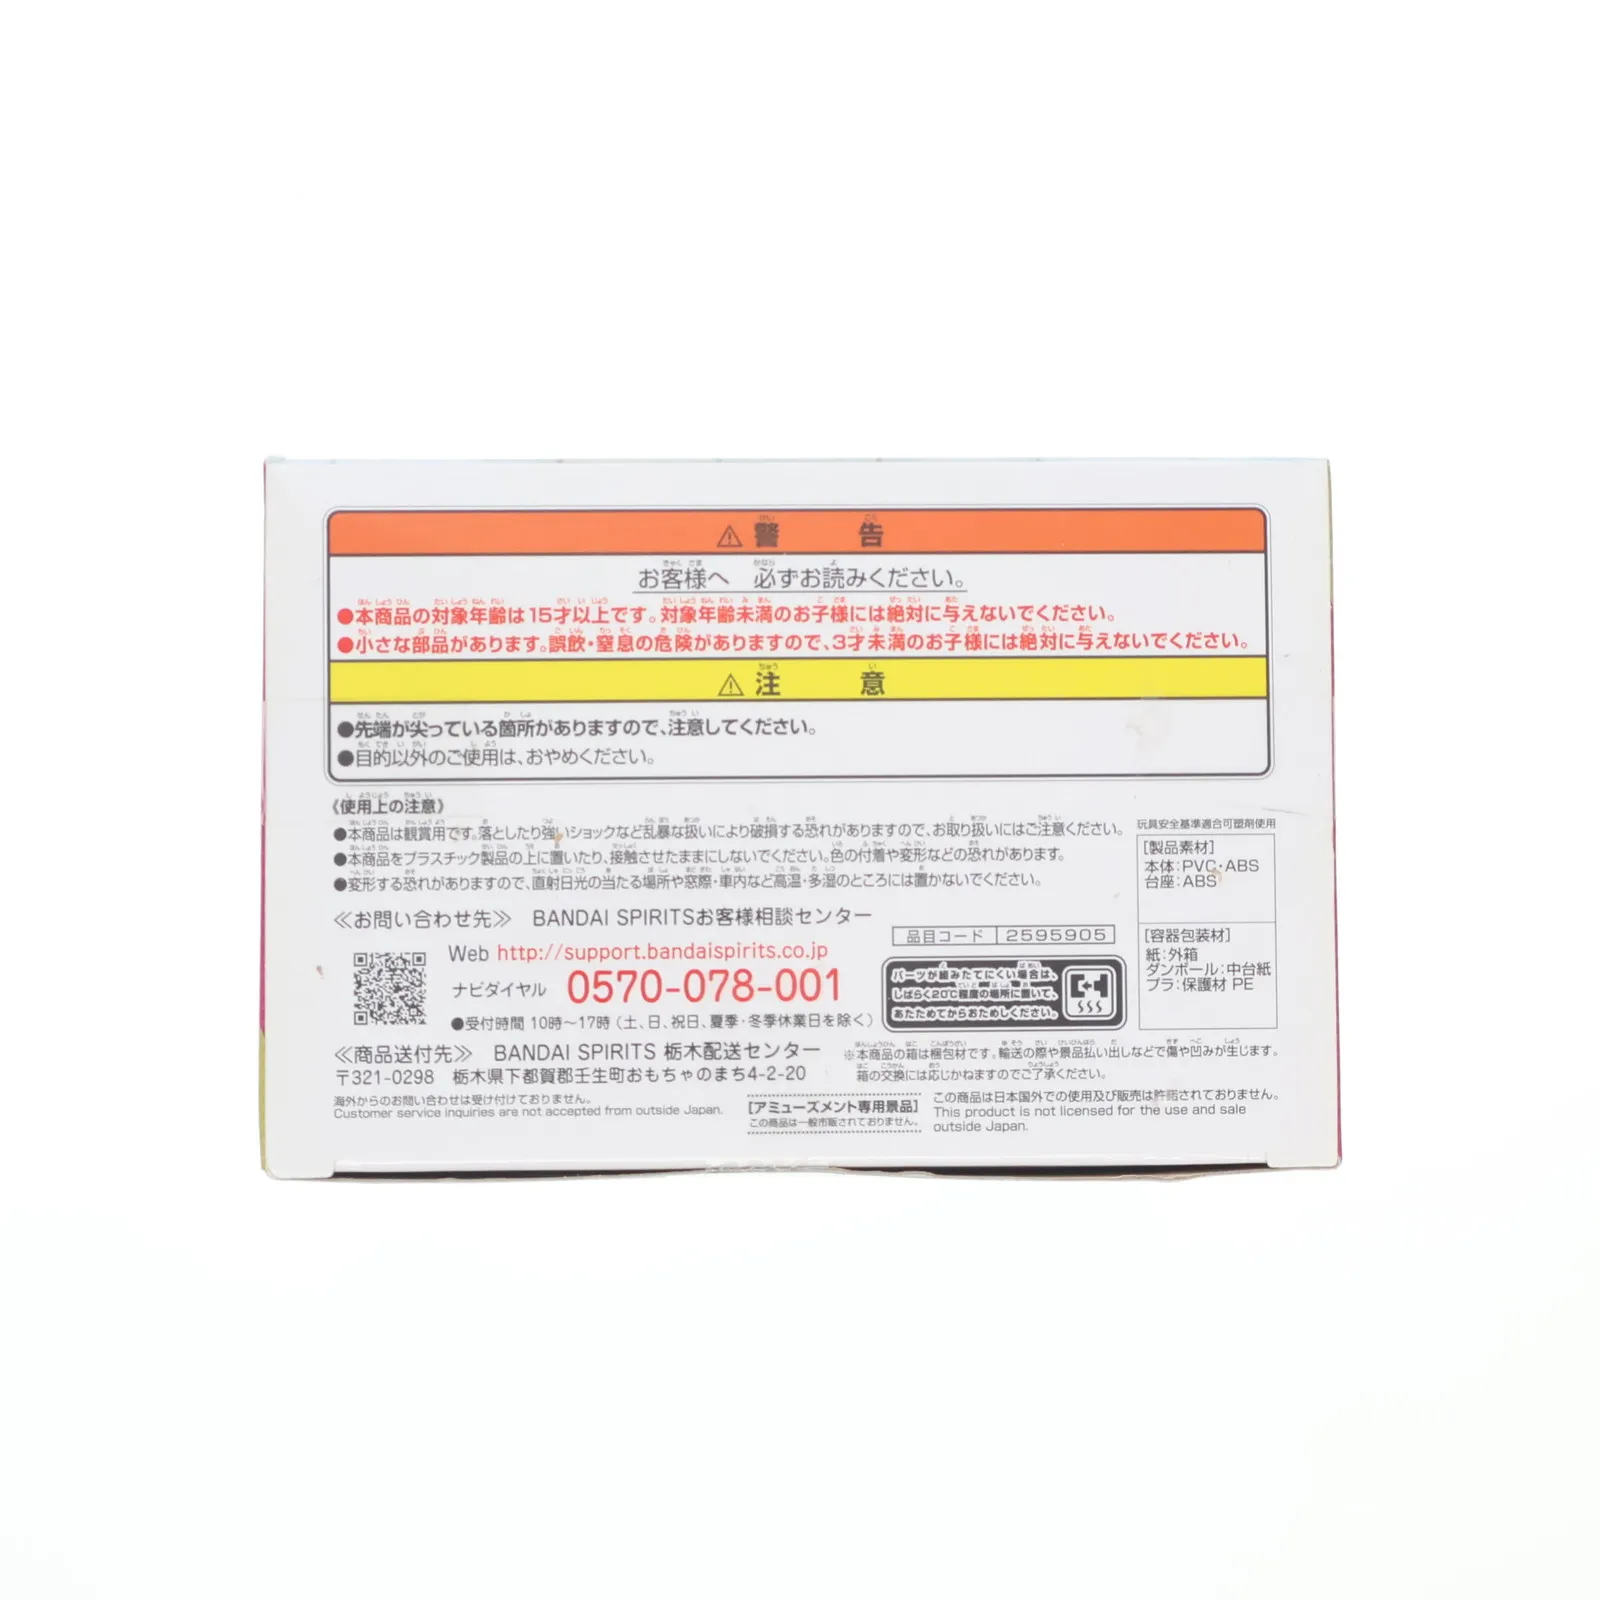 ⚠警告
お客様へ 必ずお読みください。
●本商品の対象年齢は15才以上です。対象年齢未満のお子様には絶対に与えないでください。
●小さな部品があります。誤飲・窒息の危険がありますので、3才未満のお子様には絶対に与えないでください。
⚠注意
●先端が尖っている箇所がありますので、注意してください。
●目的以外のご使用は、おやめください。
《使用上の注意》
●本商品は観賞用です。落としたり強いショックなど乱暴な扱いにより破損する恐れがありますので、お取り扱いにはご注意ください。
●本商品をプラスチック製品の上に置いたり、接触させたままにしないでください。色の付着や変形などの恐れがあります。
●変形する恐れがありますので、直射日光の当たる場所や窓際・車内など高温・多湿のところには置かないでください。
玩具安全基準適合可塑剤使用
[製品素材]
本体:PVC・ABS
台座:ABS
[容器包装材]
紙:外箱
ダンボール:中台紙
プラ:保護材 PE
≪お問い合わせ先≫ BANDAI SPIRITSお客様相談センター
Web http://support.bandaispirits.co.jp
ナビダイヤル 0570-078-001
●受付時間 10時～17時(土、日、祝日、夏季・冬季休業日を除く)
品目コード 2595905
パーツが組みたてにくい場合は、
しばらく20℃程度の場所に置いて、
あたためてからおためしください。
≪商品送付先≫ BANDAI SPIRITS 栃木配送センター
〒321-0298 栃木県下都賀郡壬生町おもちゃのまち4-2-20
※本商品の箱は梱包材です。輸送の際や景品払い出しなどで傷や凹みが生じます。
箱の交換には応じかねますのでご了承ください。
海外からのお問い合わせは受け付けておりません。
Customer service inquiries are not accepted from outside Japan.
[アミューズメント専用景品]
この商品は一般市販されておりません。
この商品は日本国外での使用及び販売は許諾されておりません。
This product is not licensed for the use and sale
outside Japan.